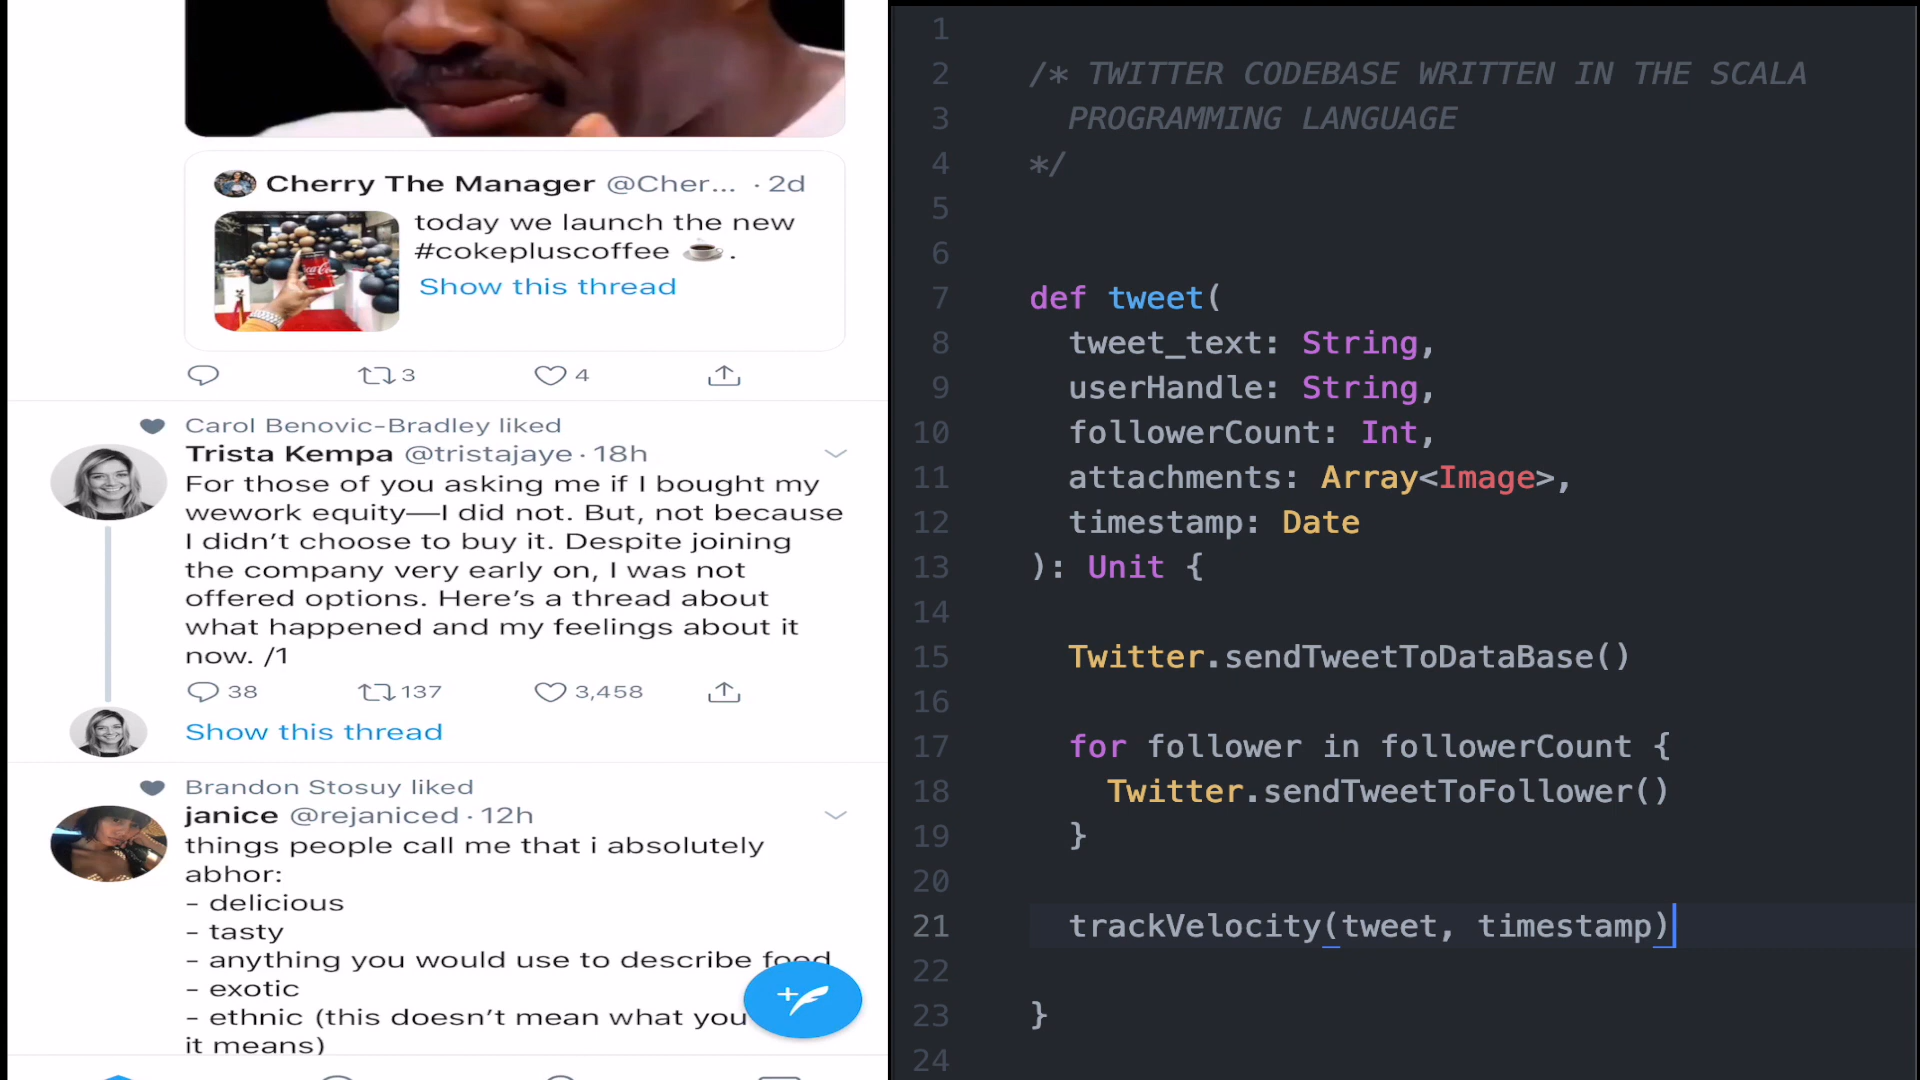 Cherry The Manager @Cher... · 2d
today we launch the new
#cokepluscoffee ☕.
Show this thread
3
4
Carol Benovic-Bradley liked
Trista Kempa @tristajaye · 18h
For those of you asking me if I bought my
wework equity—I did not. But, not because
I didn't choose to buy it. Despite joining
the company very early on, I was not
offered options. Here's a thread about
what happened and my feelings about it
now. /1
38
137
3,458
Show this thread
Brandon Stosuy liked
janice @rejaniced · 12h
things people call me that i absolutely
abhor:
- delicious
- tasty
- anything you would use to describe food
- exotic
- ethnic (this doesn't mean what you
it means)
1
2 /* TWITTER CODEBASE WRITTEN IN THE SCALA
3 PROGRAMMING LANGUAGE
4 */
5
6
7 def tweet(
8 tweet_text: String,
9 userHandle: String,
10 followerCount: Int,
11 attachments: Array<Image>,
12 timestamp: Date
13 ): Unit {
14
15 Twitter.sendTweetToDataBase()
16
17 for follower in followerCount {
18 Twitter.sendTweetToFollower()
19 }
20
21 trackVelocity(tweet, timestamp)
22
23 }
24